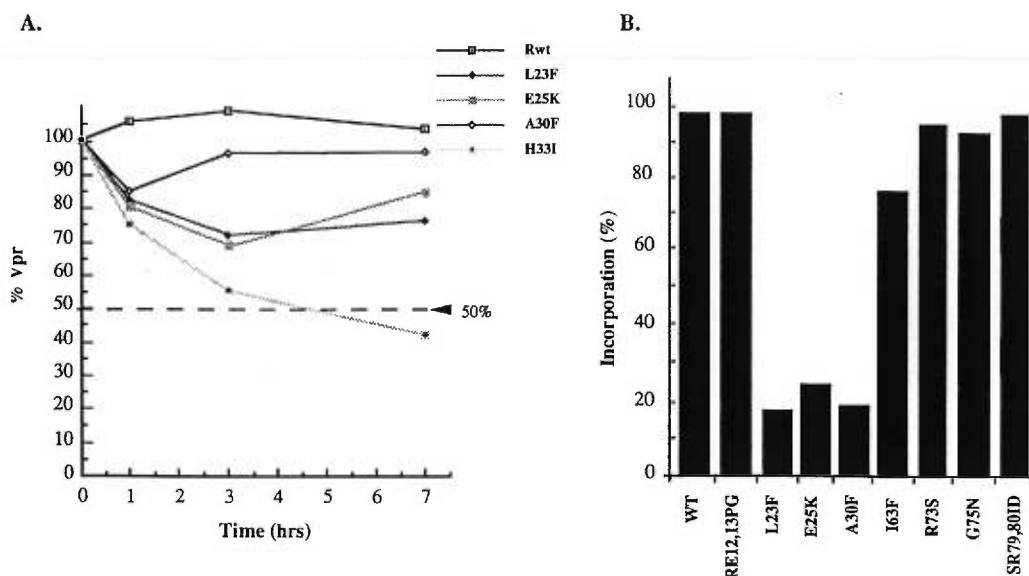 A.
Rwt
L23F
E25K
A30F
H33I
% Vpr
100
90
80
70
60
50
40
30
20
10
0
50%
0 1 2 3 4 5 6 7
Time (hrs)
B.
Incorporation (%)
100
80
60
40
20
0
WT
RE12,13PG
L23F
E25K
A30F
I63F
R73S
G75N
SR79,80ID